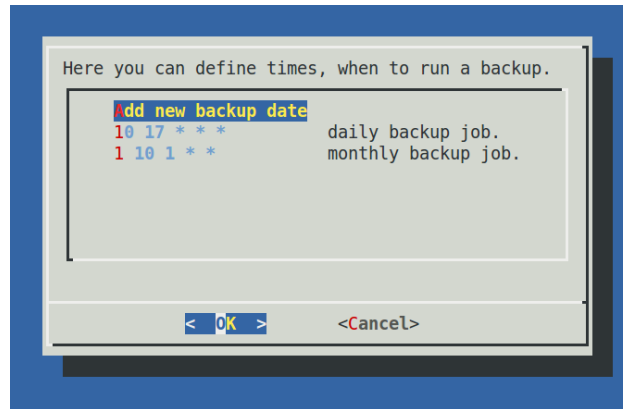 Here you can define times, when to run a backup.
Add new backup date
10 17 * * * daily backup job.
1 10 1 * * monthly backup job.
< OK > <Cancel>